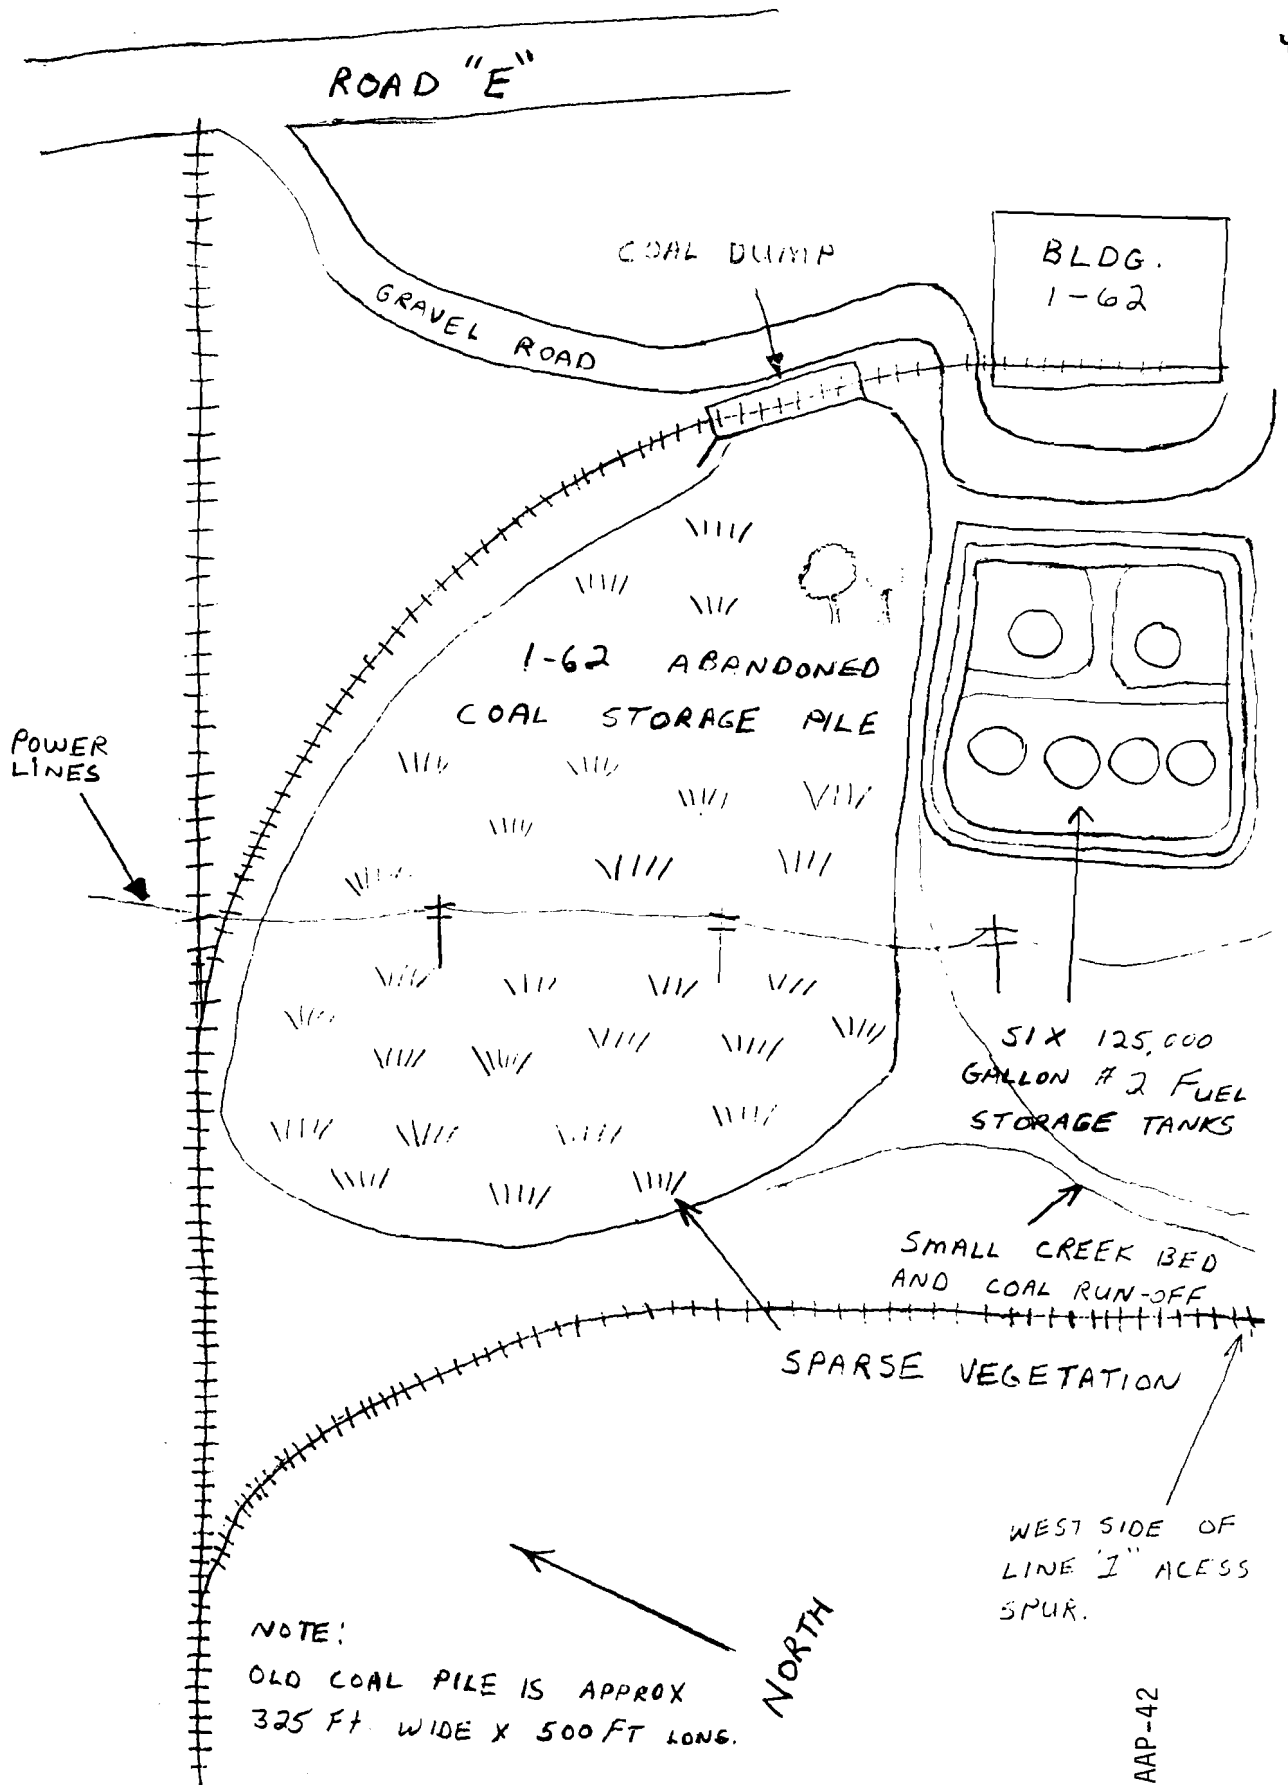 ROAD "E"
COAL DUMP
BLDG.
1-62
GRAVEL ROAD
1-62 ABANDONED
COAL STORAGE PILE
POWER
LINES
SIX 125,000
GALLON #2 FUEL
STORAGE TANKS
SMALL CREEK BED
AND COAL RUN-OFF
SPARSE VEGETATION
WEST SIDE OF
LINE "1" ACESS
SPUR.
NORTH
NOTE:
OLD COAL PILE IS APPROX
325 Ft. WIDE X 500 FT LONG.
AAP-42